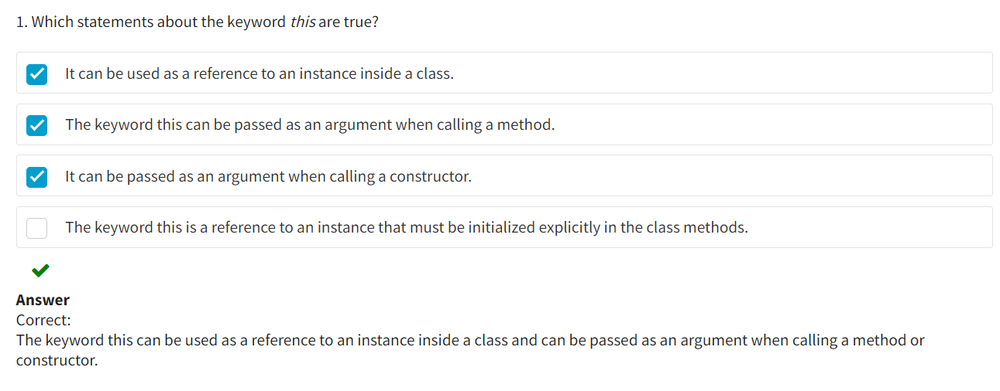 1. Which statements about the keyword this are true?
It can be used as a reference to an instance inside a class.
The keyword this can be passed as an argument when calling a method.
It can be passed as an argument when calling a constructor.
The keyword this is a reference to an instance that must be initialized explicitly in the class methods.
Answer
Correct:
The keyword this can be used as a reference to an instance inside a class and can be passed as an argument when calling a method or
constructor.